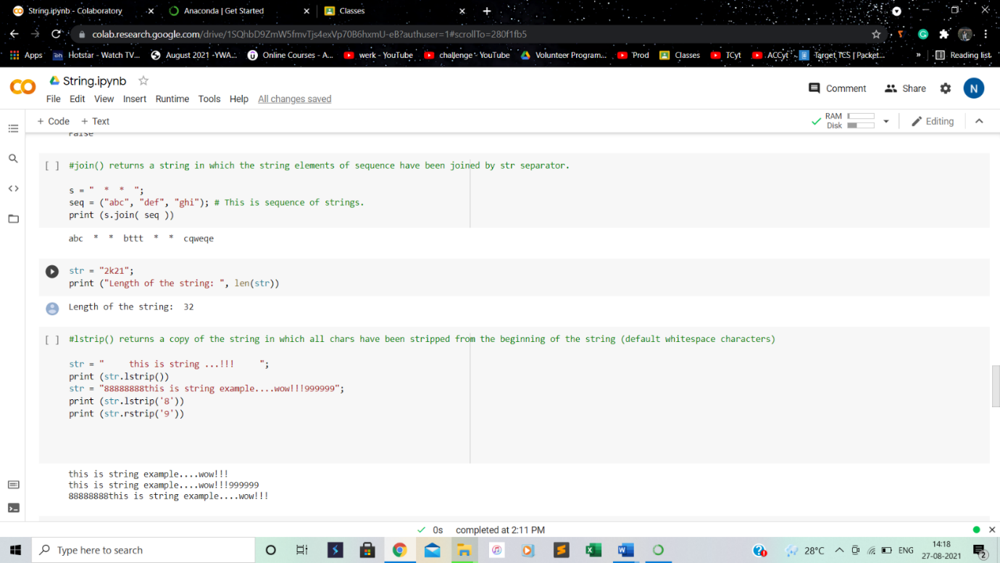 String.ipynb - Colaboratory
Anaconda | Get Started
Classes
colab.research.google.com/drive/1SQhbD9ZmW5fmvTjs4exVp70B6hxmU-eB?authuser=1#scrollTo=280f1fb5
Apps Hotstar - Watch TV... August 2021 -YWA... Online Courses - A... werk - YouTube challenge - YouTube Volunteer Program... Prod Classes TCyt ACCyt Target TCS | Packet... » Reading list
String.ipynb
Comment Share N
File Edit View Insert Runtime Tools Help All changes saved
+ Code + Text
RAM
Disk
Editing
False
[ ] #join() returns a string in which the string elements of sequence have been joined by str separator.
s = "  *  *  ";
seq = ("abc", "def", "ghi"); # This is sequence of strings.
print (s.join( seq ))
abc  *  *  bttt  *  *  cqweqe
str = "2k21";
print ("Length of the string: ", len(str))
Length of the string:  32
[ ] #lstrip() returns a copy of the string in which all chars have been stripped from the beginning of the string (default whitespace characters)
str = "     this is string ...!!!     ";
print (str.lstrip())
str = "88888888this is string example....wow!!!999999";
print (str.lstrip('8'))
print (str.rstrip('9'))
this is string example....wow!!!
this is string example....wow!!!999999
88888888this is string example....wow!!!
0s completed at 2:11 PM
Type here to search
28°C
ENG
14:18
27-08-2021
2